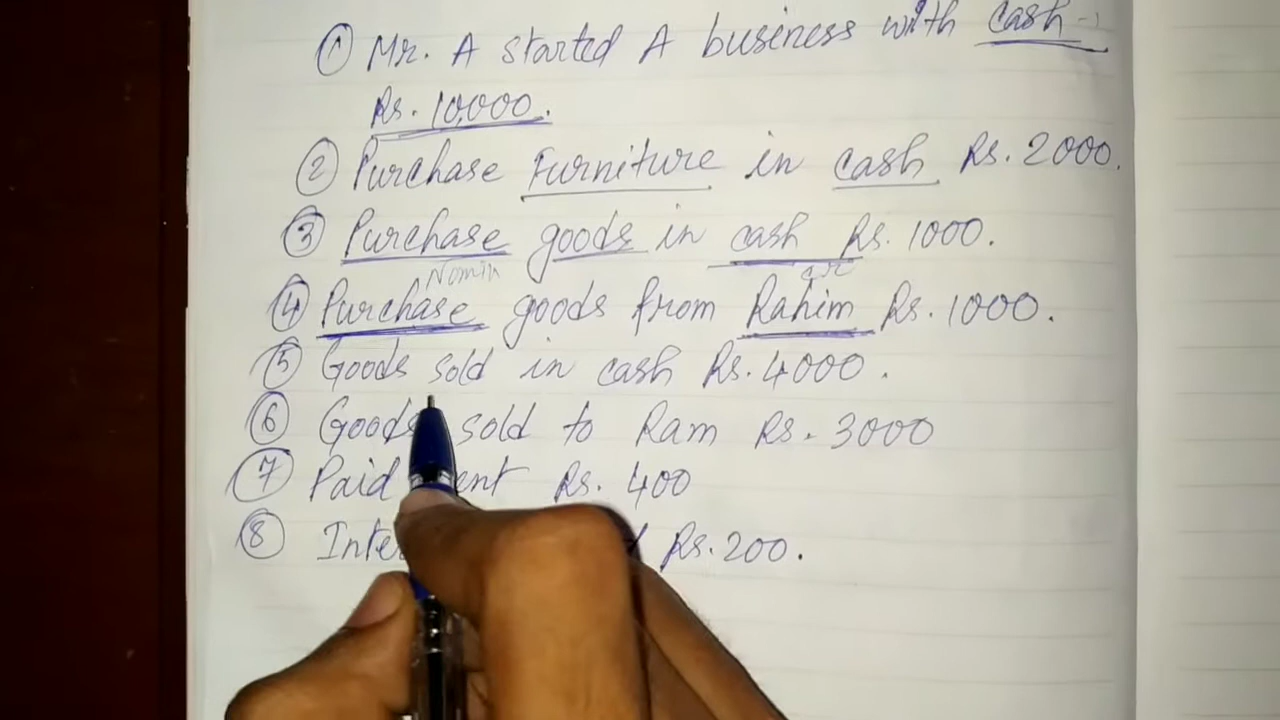 ① Mr. A started A business with cash
Rs. 10,000.
② Purchase Furniture in cash Rs. 2000.
③ Purchase goods in cash Rs. 1000.
Nomin
④ Purchase goods from Rahim Rs. 1000.
⑤ Goods sold in cash Rs. 4000.
⑥ Goods sold to Ram Rs. 3000
⑦ Paid Rs. 400
⑧ Rs. 200.